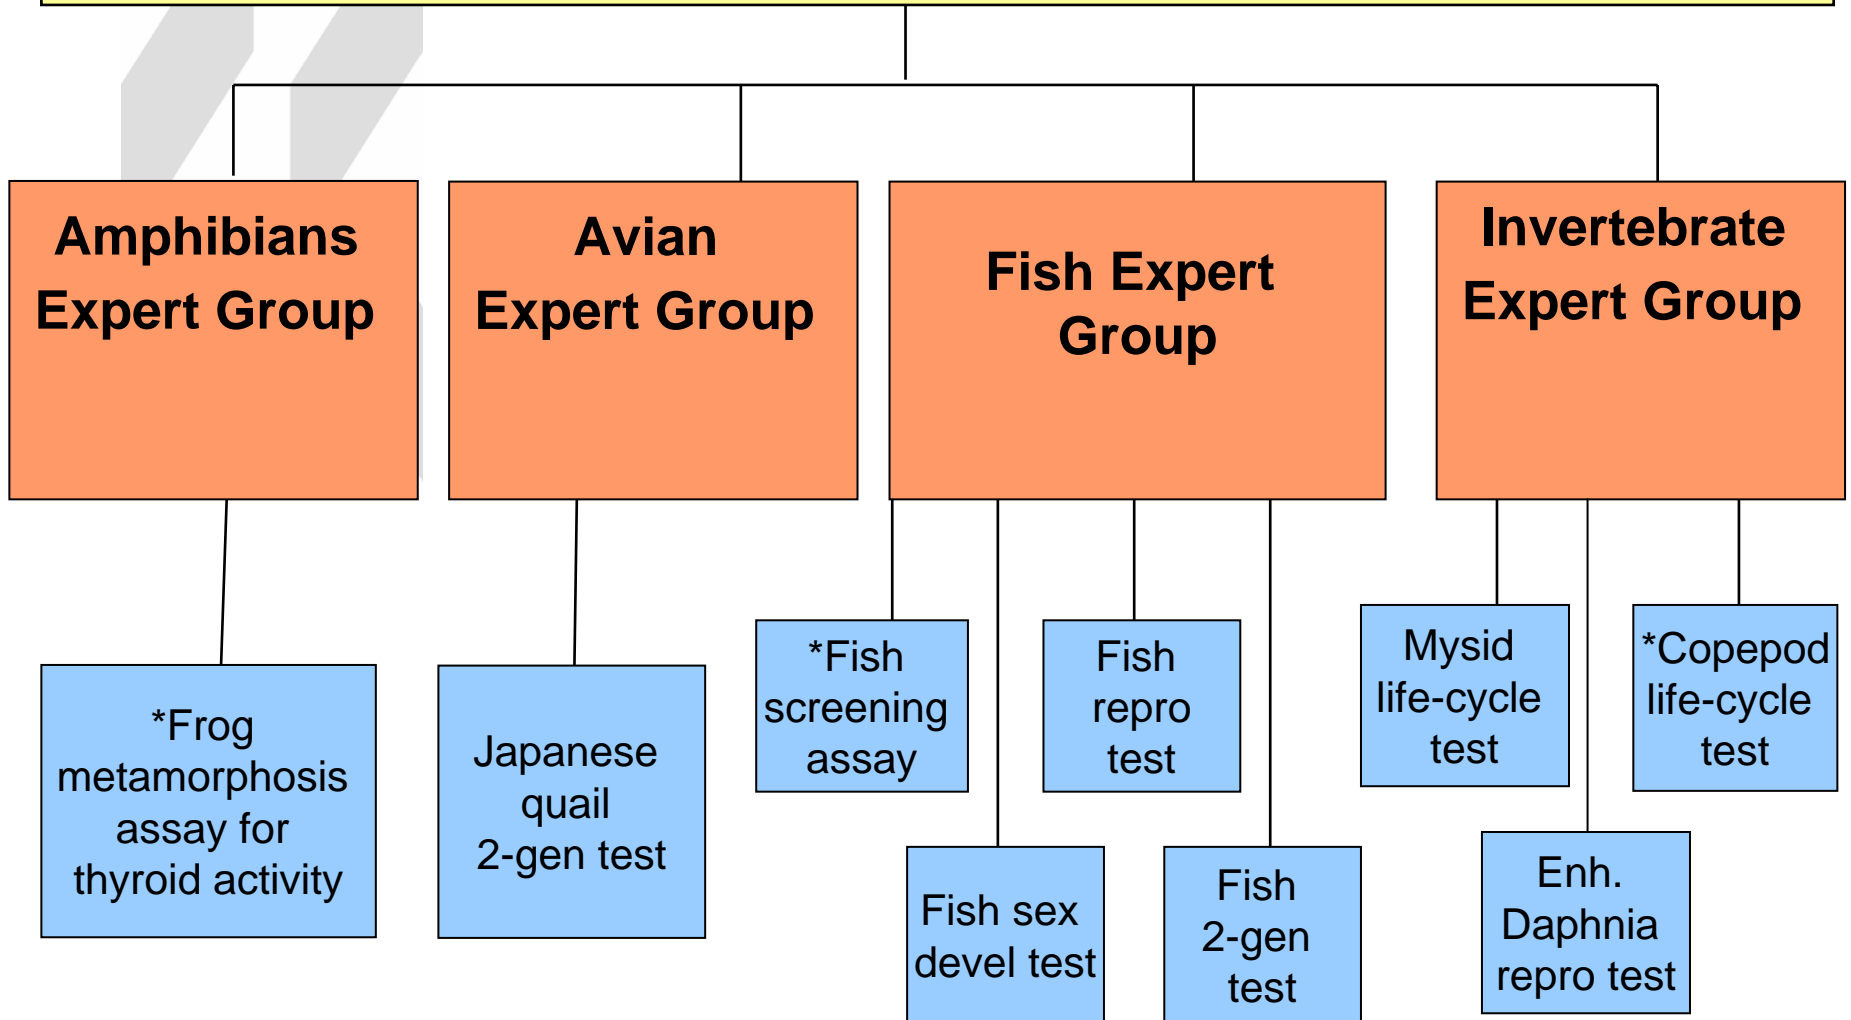 Amphibians
Expert Group
Avian
Expert Group
Fish Expert
Group
Invertebrate
Expert Group
*Frog
metamorphosis
assay for
thyroid activity
Japanese
quail
2-gen test
*Fish
screening
assay
Fish sex
devel test
Fish
repro
test
Fish
2-gen
test
Mysid
life-cycle
test
Enh.
Daphnia
repro test
*Copepod
life-cycle
test